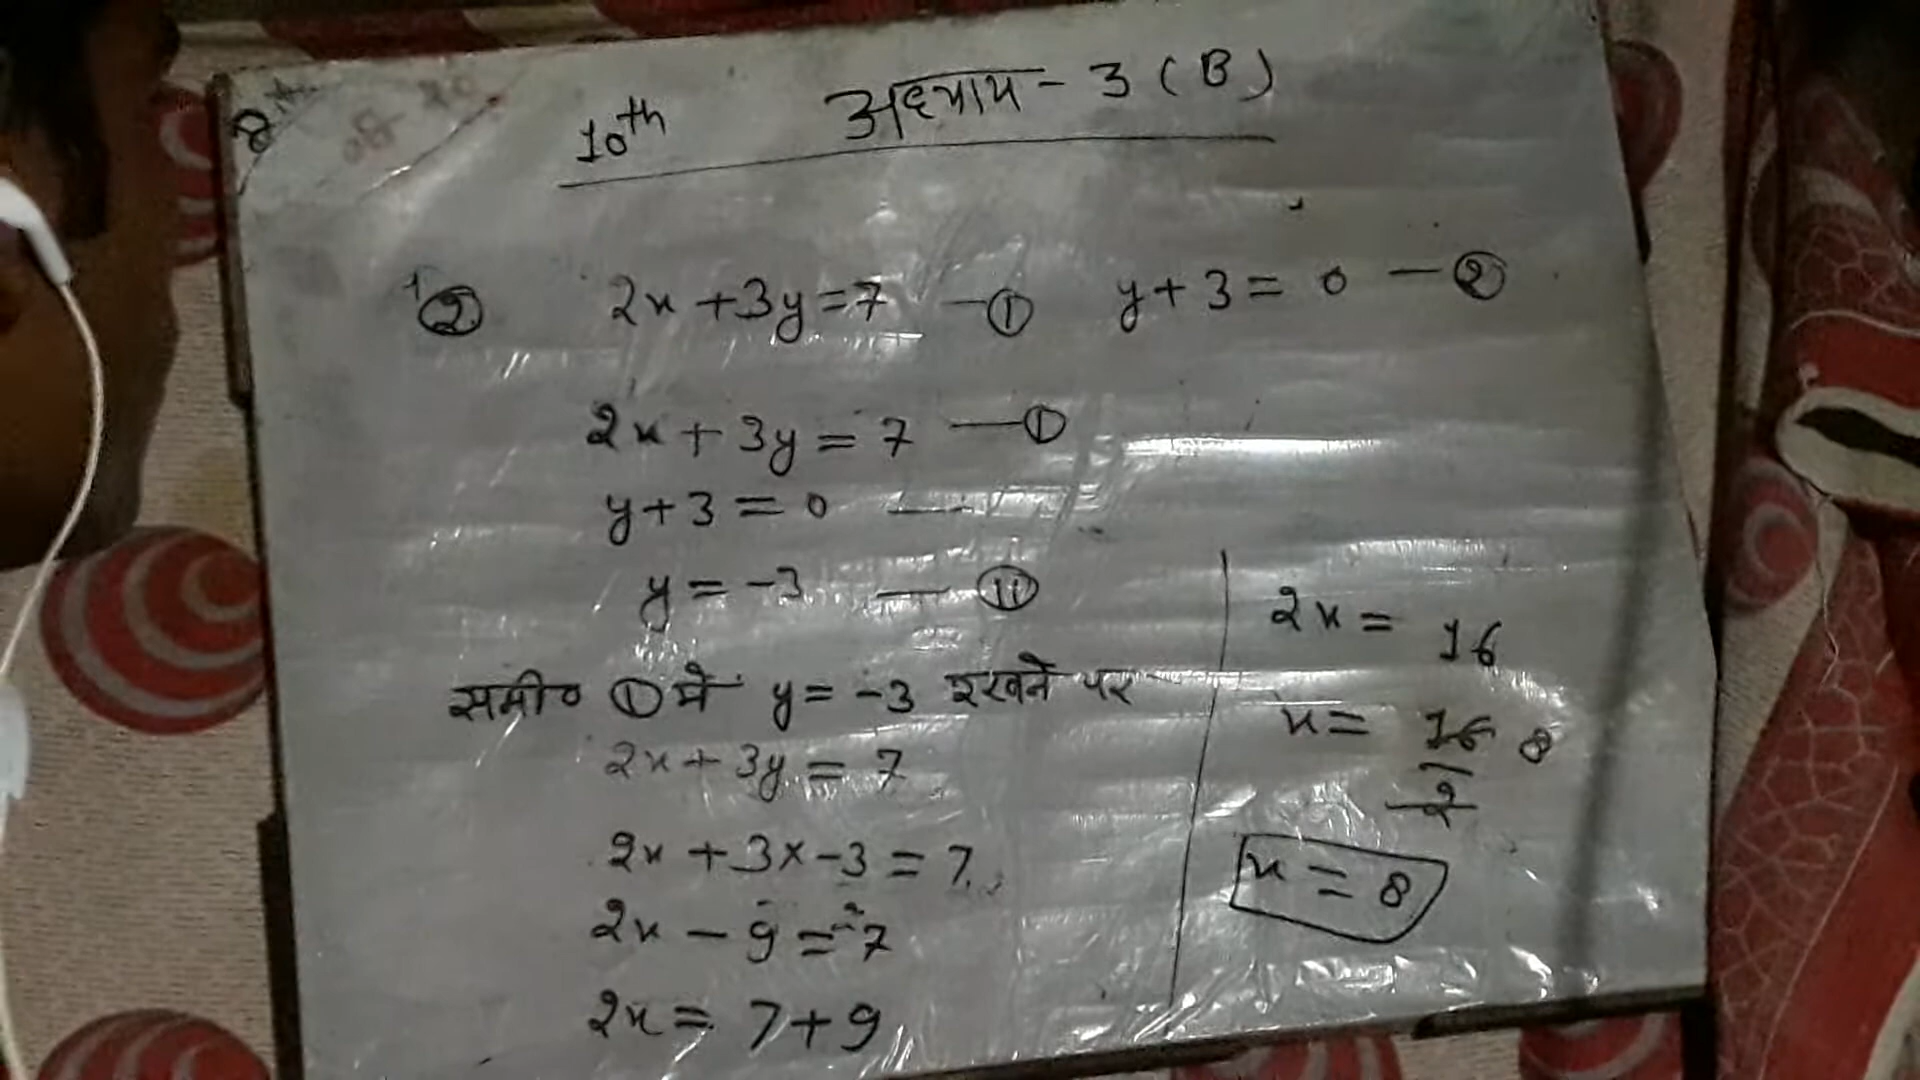 10th अध्याय - 3 (B)
② 2x + 3y = 7 — ① y + 3 = 0 — ②
2x + 3y = 7 — ①
y + 3 = 0 —
y = -3 — ⑪
समी० ① मे y = -3 रखने पर
2x + 3y = 7
2x + 3x-3 = 7
2x - 9 = 7
2x = 7 + 9
2x = 16
x = 16 8
2
x = 8